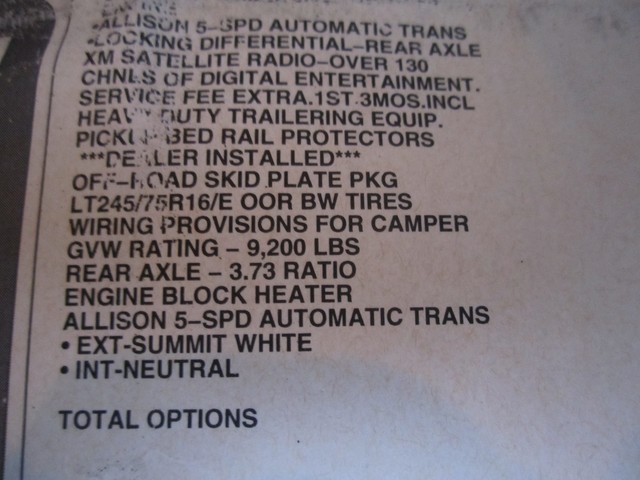 ALLISON 5-SPD AUTOMATIC TRANS
LOCKING DIFFERENTIAL-REAR AXLE
XM SATELLITE RADIO-OVER 130
CHNLS OF DIGITAL ENTERTAINMENT.
SERVICE FEE EXTRA.1ST 3MOS.INCL
HEAVY DUTY TRAILERING EQUIP.
PICKUP BED RAIL PROTECTORS
***DEALER INSTALLED***
OFF-ROAD SKID PLATE PKG
LT245/75R16/E OOR BW TIRES
WIRING PROVISIONS FOR CAMPER
GVW RATING - 9,200 LBS
REAR AXLE - 3.73 RATIO
ENGINE BLOCK HEATER
ALLISON 5-SPD AUTOMATIC TRANS
• EXT-SUMMIT WHITE
• INT-NEUTRAL
TOTAL OPTIONS